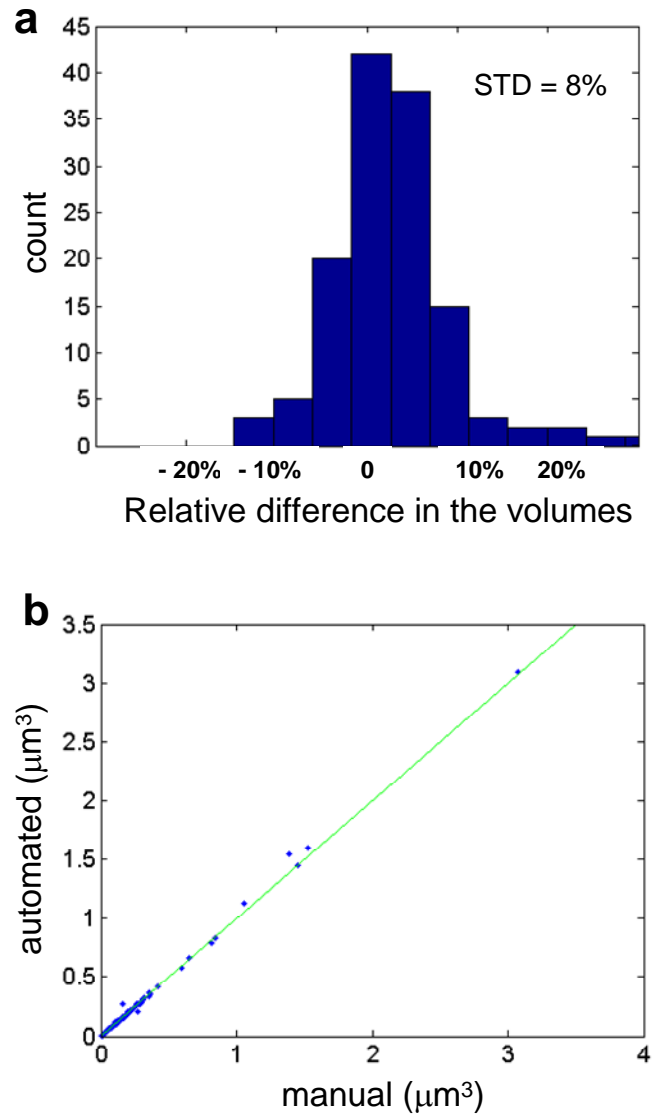 a
45
40
35
30
25
20
15
10
5
0
count
STD = 8%
- 20% - 10% 0 10% 20%
Relative difference in the volumes
b
3.5
3
2.5
2
1.5
1
0.5
0
automated (μm³)
0 1 2 3 4
manual (μm³)